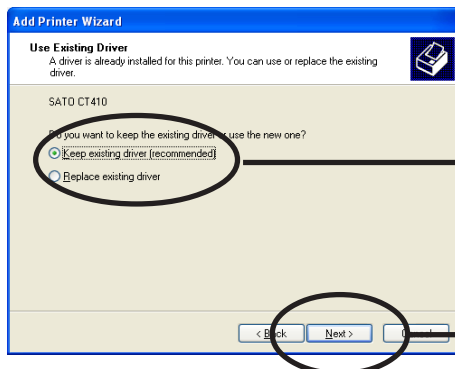 Add Printer Wizard
Use Existing Driver
A driver is already installed for this printer. You can use or replace the existing
driver.
SATO CT410
Do you want to keep the existing driver or use the new one?
Keep existing driver (recommended)
Replace existing driver
< Back
Next >
Cancel